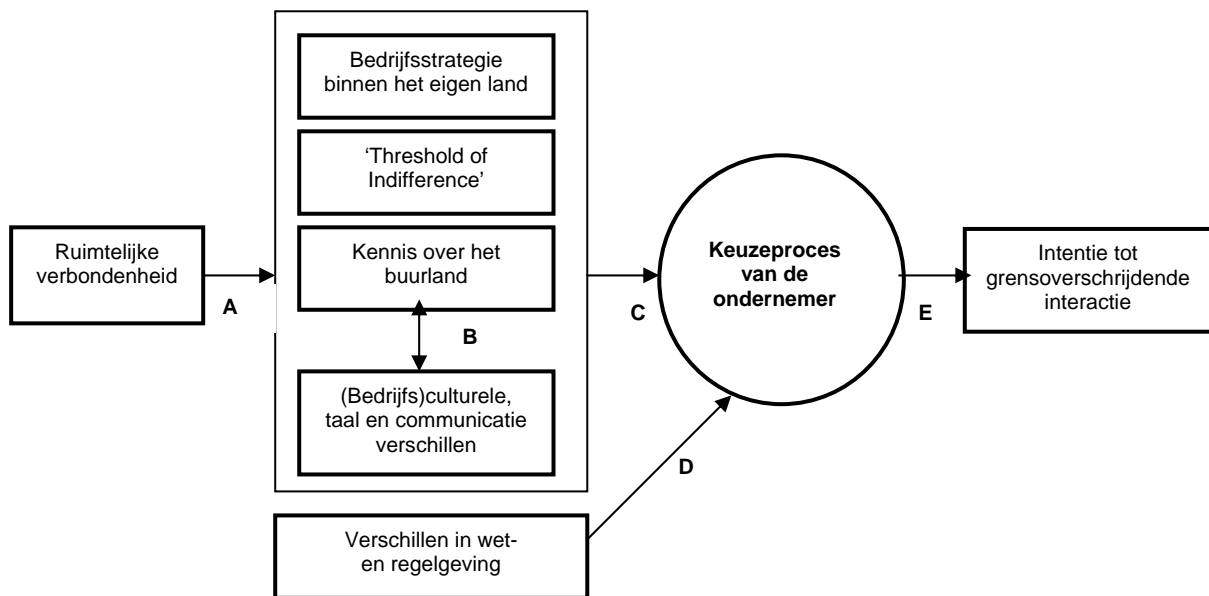 Bedrijfsstrategie
binnen het eigen land
‘Threshold of
Indifference’
Ruimtelijke
verbondenheid
A
Kennis over het
buurland
B
(Bedrijfs)culturele,
taal en communicatie
verschillen
C
Keuzeproces
van de
ondernemer
D
E
Intentie tot
grensoverschrijdende
interactie
Verschillen in wet-
en regelgeving